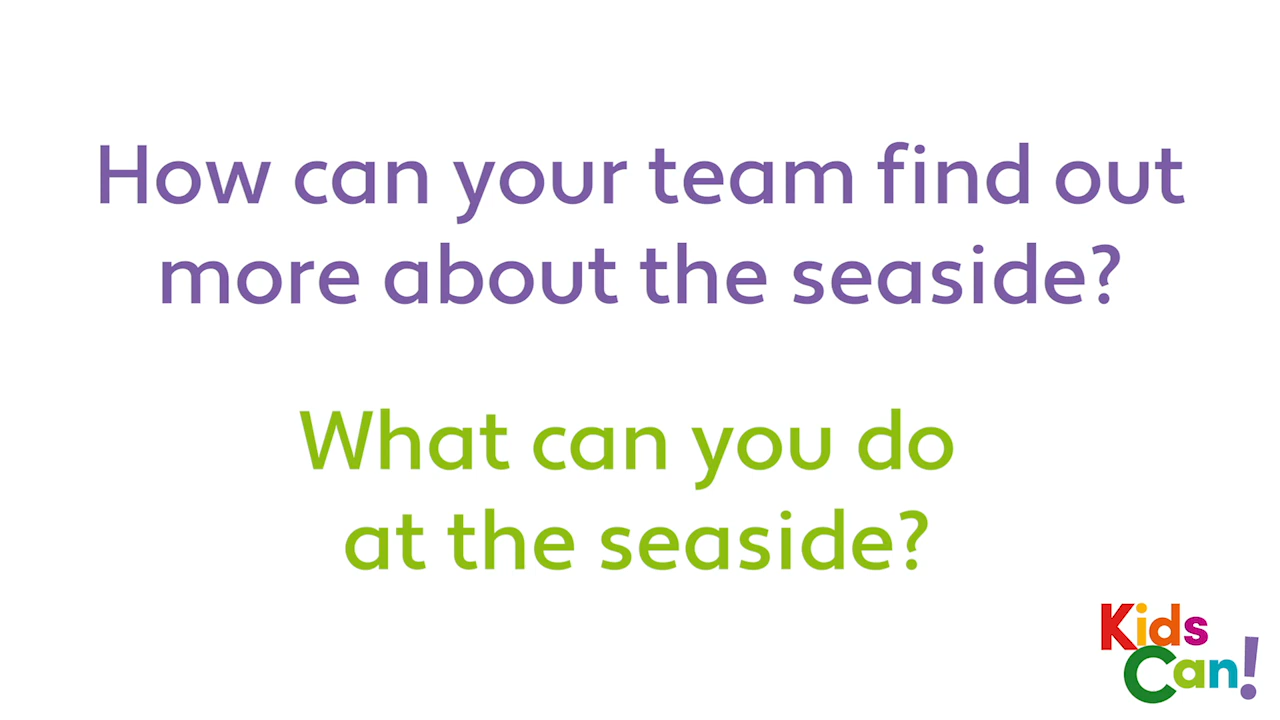 How can your team find out
more about the seaside?
What can you do
at the seaside?
Kids
Can!